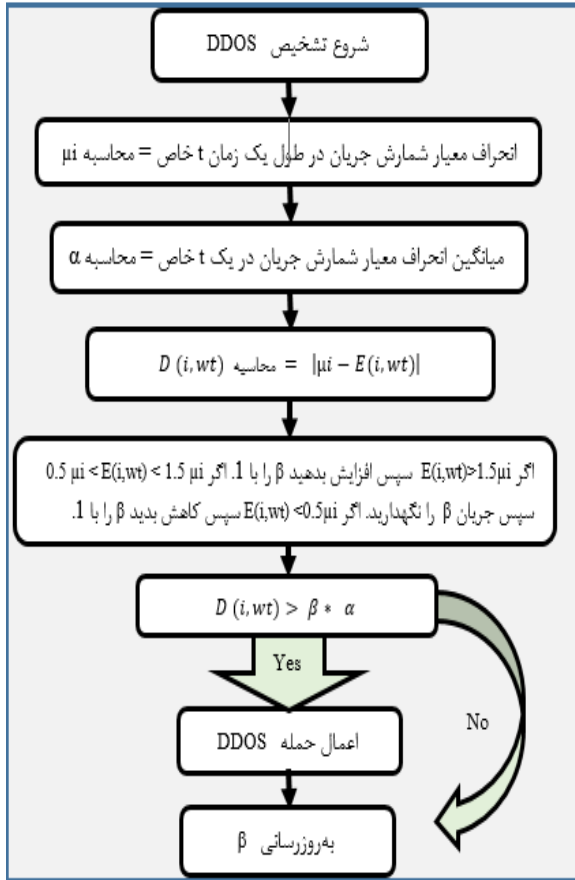 شروع تشخیص DDOS
انحراف معیار شمارش جریان در طول یک زمان t خاص = محاسبه µi
میانگین انحراف معیار شمارش جریان در یک t خاص = محاسبه α
D (i, wt) محاسبه = |µi − E(i, wt)|
اگر E(i,wt)>1.5µi سپس افزایش بدهید β را با 1. اگر 0.5 µi < E(i,wt) < 1.5 µi
سپس جریان β را نگهدارید. اگر E(i,wt) <0.5µi سپس کاهش بدید β را با 1.
D (i, wt) > β ∗ α
Yes
No
اعمال حمله DDOS
به‌روزرسانی β